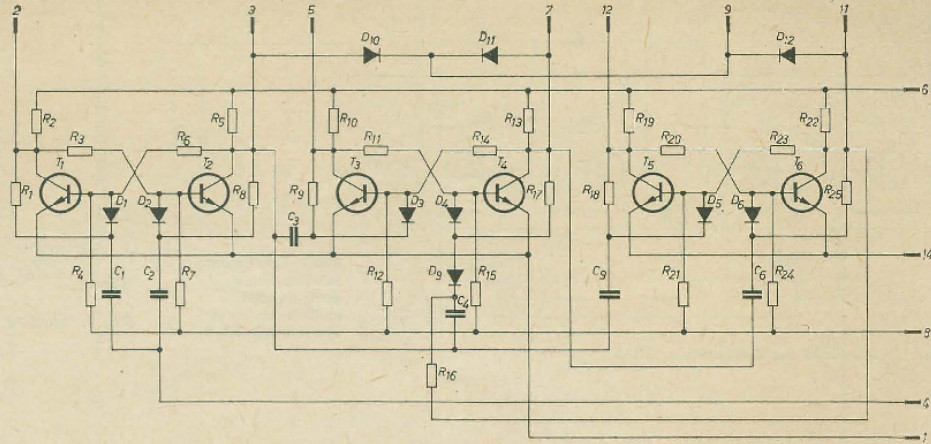 2 3 5 7 12 9 11
D10 D11 D12
6
R2 R5 R10 R13 R19 R22
R3 R6 R11 R14 R20 R23
T1 T2 T3 T4 T5 T6
R1 R8 R9 R17 R18 R25
D1 D2 D3 D4 D5 D6
C3
14
R4 C1 C2 R7 R12 D9 R15 C9 R21 C6 R24
C4
8
R16
4
1